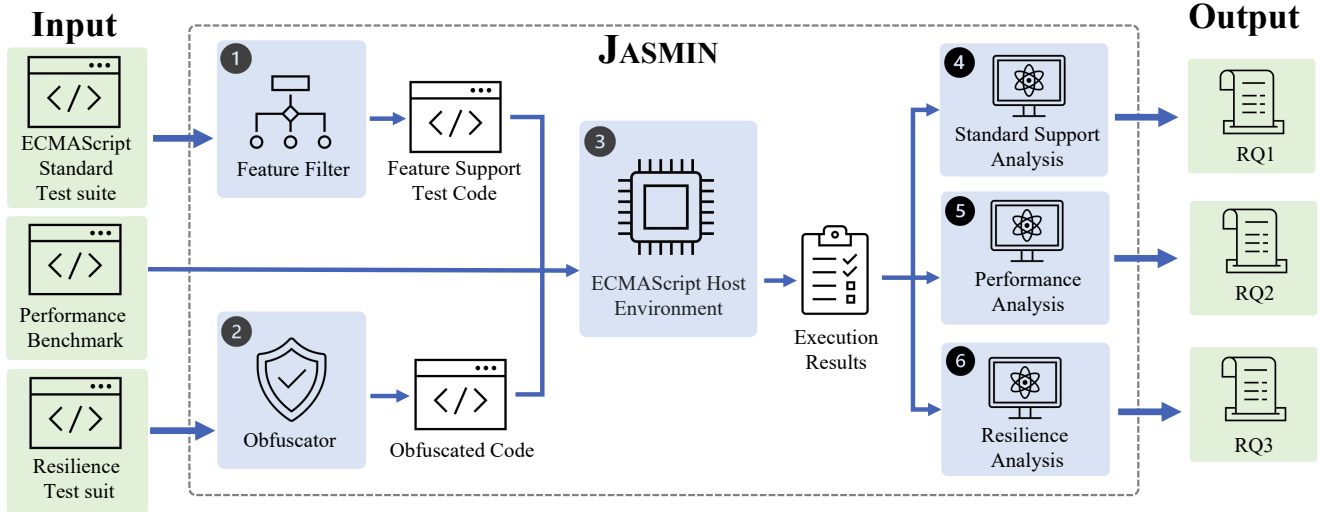 Input
JASMIN
Output
</>
ECMAScript
Standard
Test suite
</>
Performance
Benchmark
</>
Resilience
Test suit
1
Feature Filter
</>
Feature Support
Test Code
2
Obfuscator
</>
Obfuscated Code
3
ECMAScript Host
Environment
Execution
Results
4
Standard Support
Analysis
5
Performance
Analysis
6
Resilience
Analysis
RQ1
RQ2
RQ3